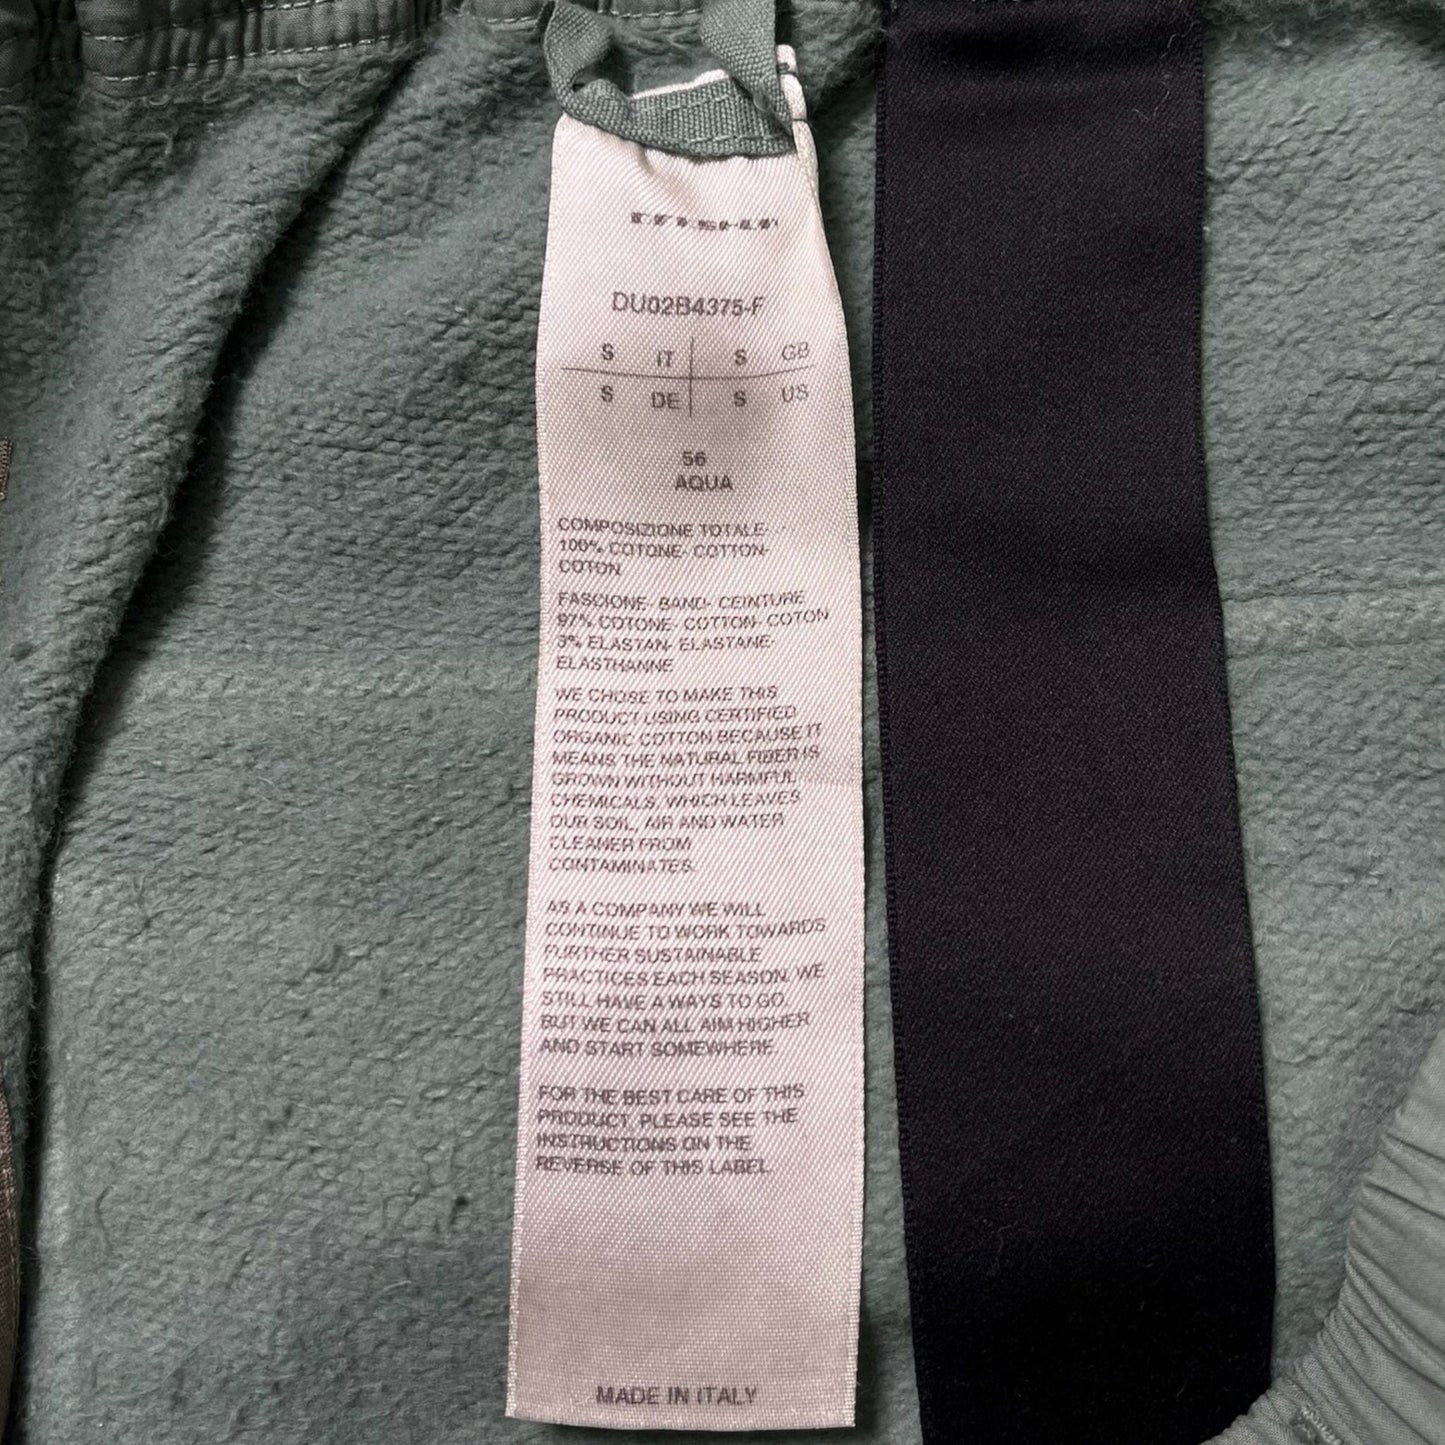 DU02B4375-F
S IT S GB
S DE S US
56
AQUA
COMPOSIZIONE TOTALE-
100% COTONE- COTTON-
COTON
FASCIONE- BAND- CEINTURE
97% COTONE- COTTON- COTON
3% ELASTAN- ELASTANE-
ELASTHANNE
WE CHOSE TO MAKE THIS
PRODUCT USING CERTIFIED
ORGANIC COTTON BECAUSE IT
MEANS THE NATURAL FIBER IS
GROWN WITHOUT HARMFUL
CHEMICALS, WHICH LEAVES
OUR SOIL, AIR AND WATER
CLEANER FROM
CONTAMINATES.
AS A COMPANY WE WILL
CONTINUE TO WORK TOWARDS
FURTHER SUSTAINABLE
PRACTICES EACH SEASON. WE
STILL HAVE A WAYS TO GO,
BUT WE CAN ALL AIM HIGHER
AND START SOMEWHERE.
FOR THE BEST CARE OF THIS
PRODUCT, PLEASE SEE THE
INSTRUCTIONS ON THE
REVERSE OF THIS LABEL.
MADE IN ITALY